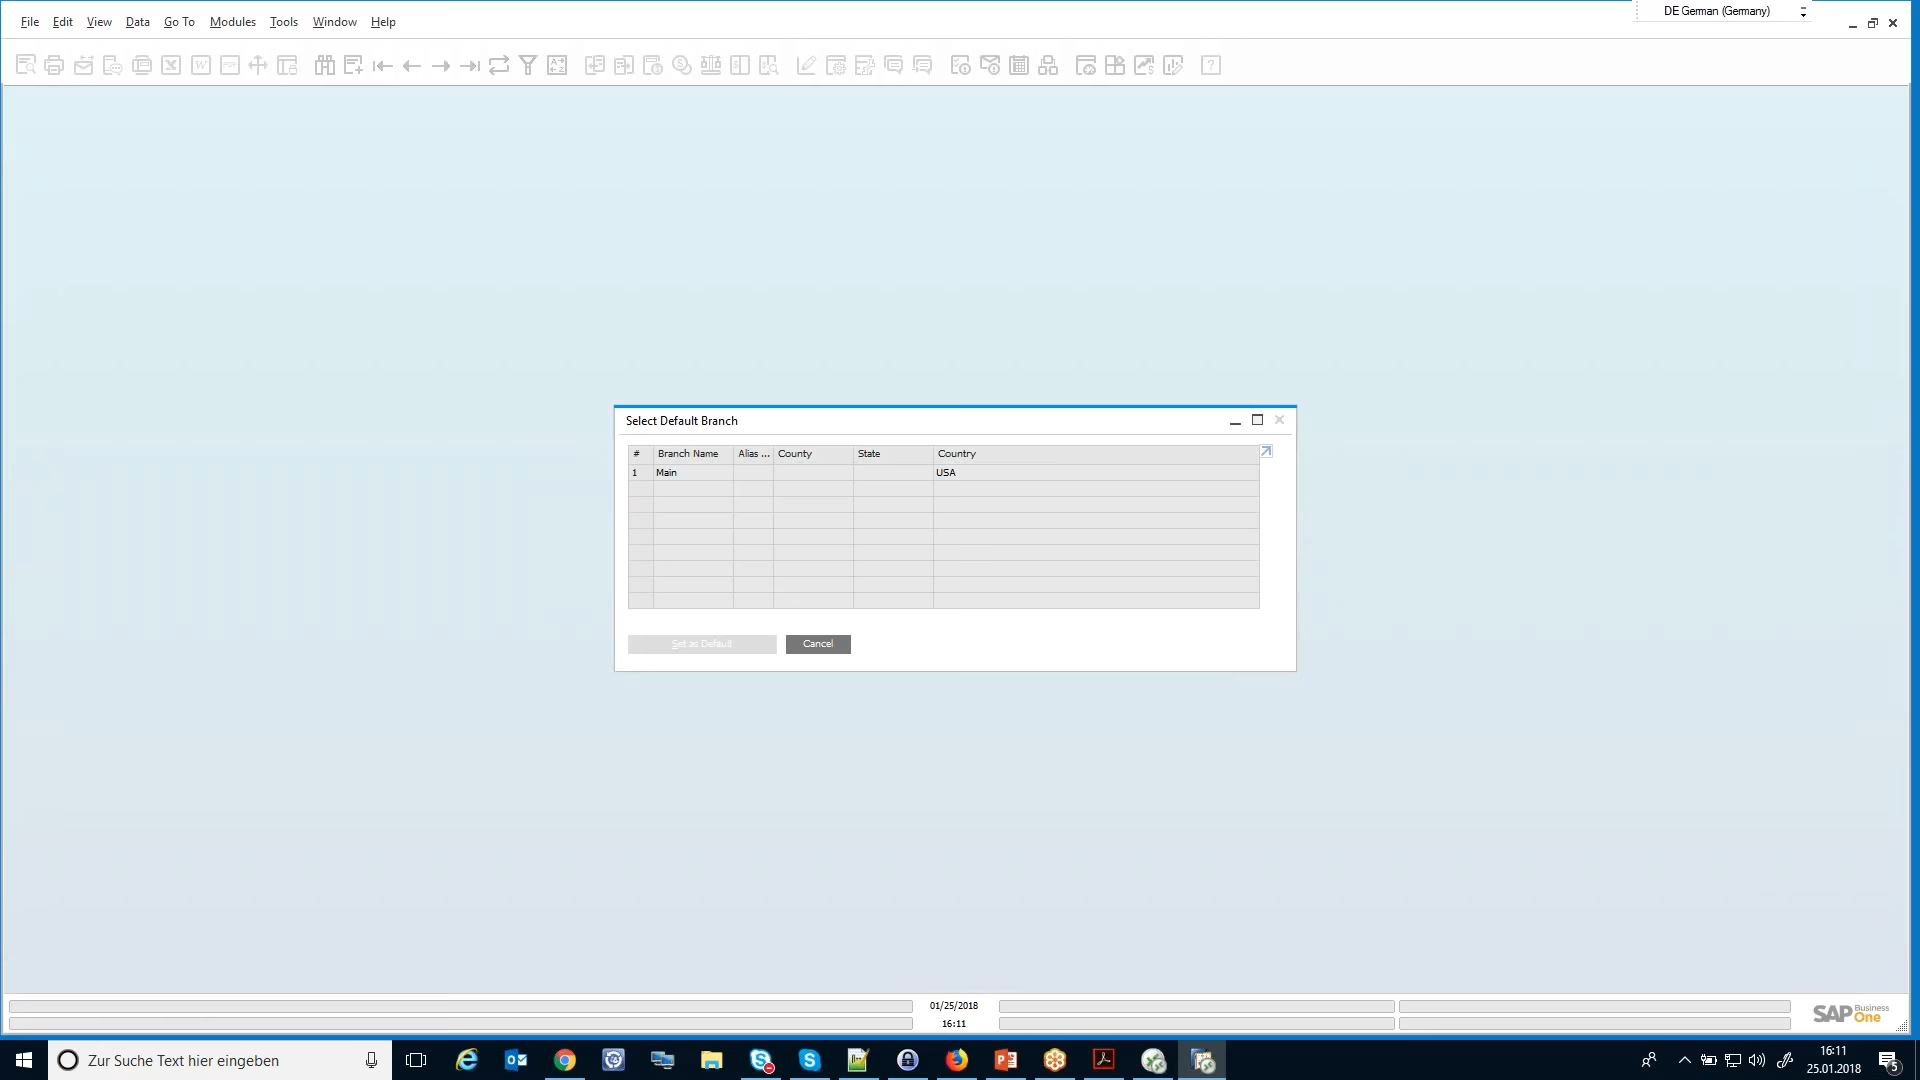 DE German (Germany)
File Edit View Data Go To Modules Tools Window Help
Select Default Branch
# Branch Name Alias ... County State Country
1 Main USA
Set as Default Cancel
01/25/2018
16:11
SAP Business One
Zur Suche Text hier eingeben
16:11
25.01.2018
5